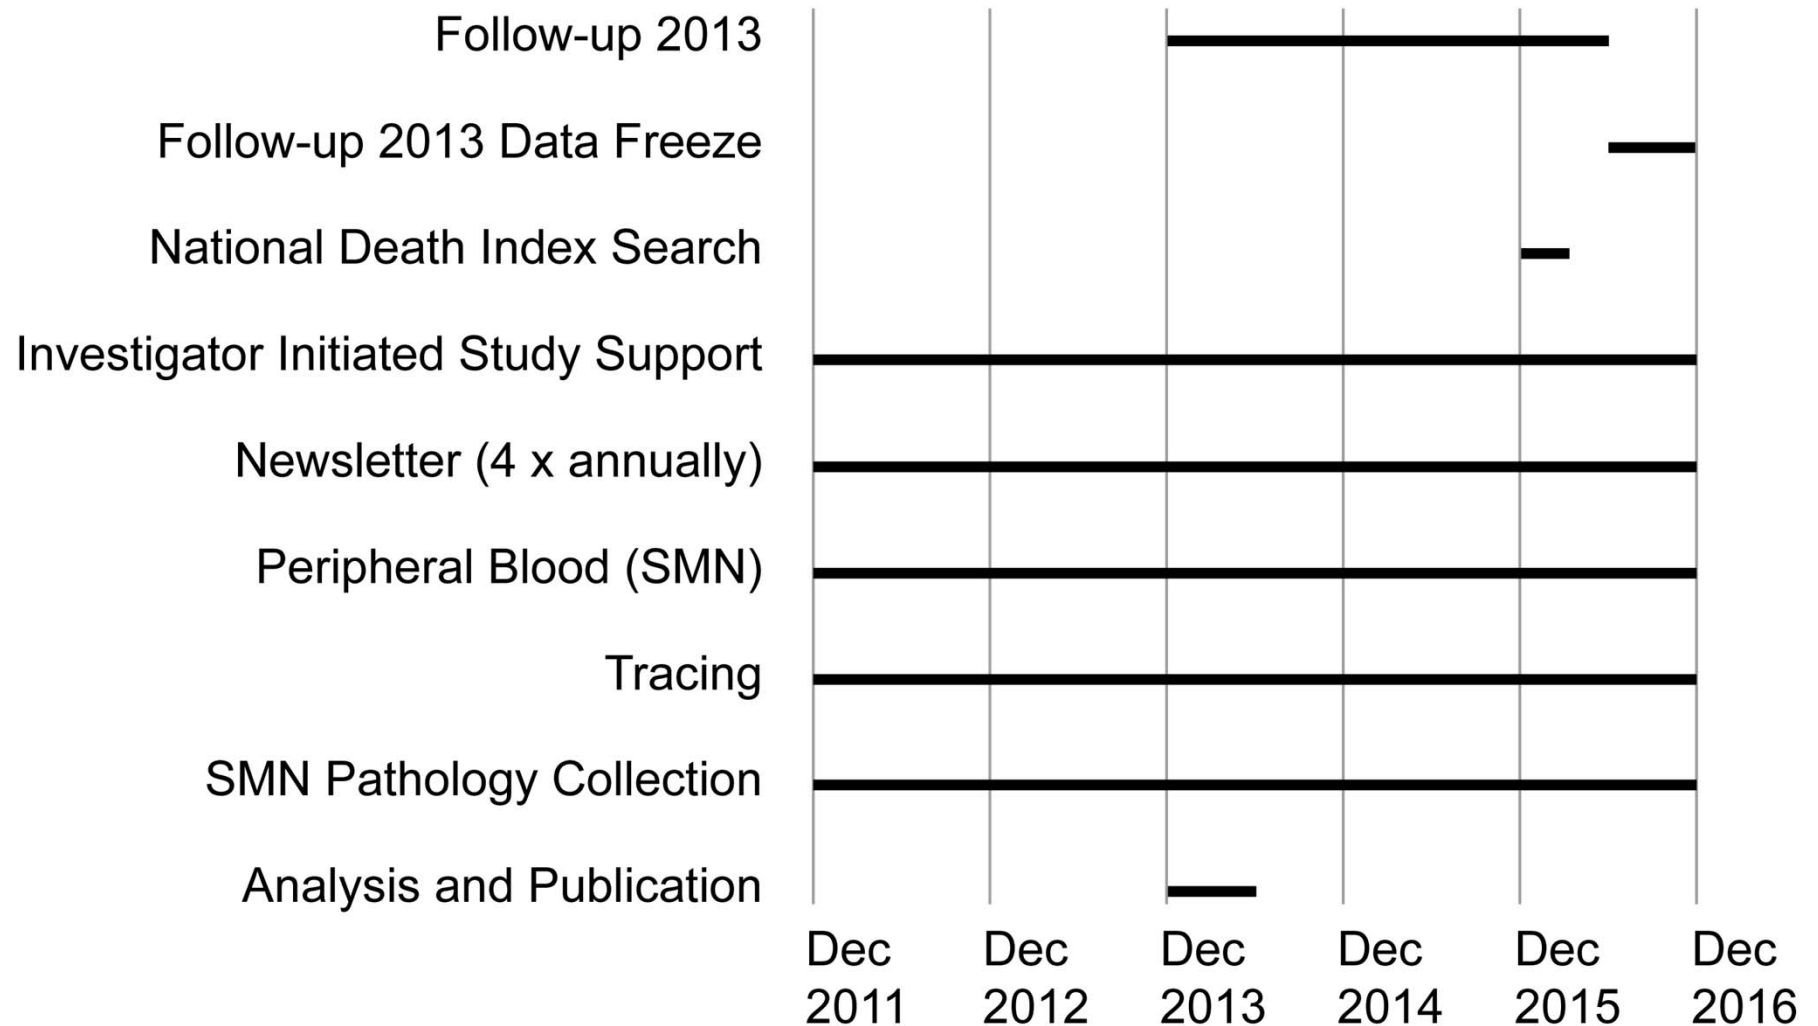 Follow-up 2013
Follow-up 2013 Data Freeze
National Death Index Search
Investigator Initiated Study Support
Newsletter (4 x annually)
Peripheral Blood (SMN)
Tracing
SMN Pathology Collection
Analysis and Publication
Dec Dec Dec Dec Dec Dec
2011 2012 2013 2014 2015 2016